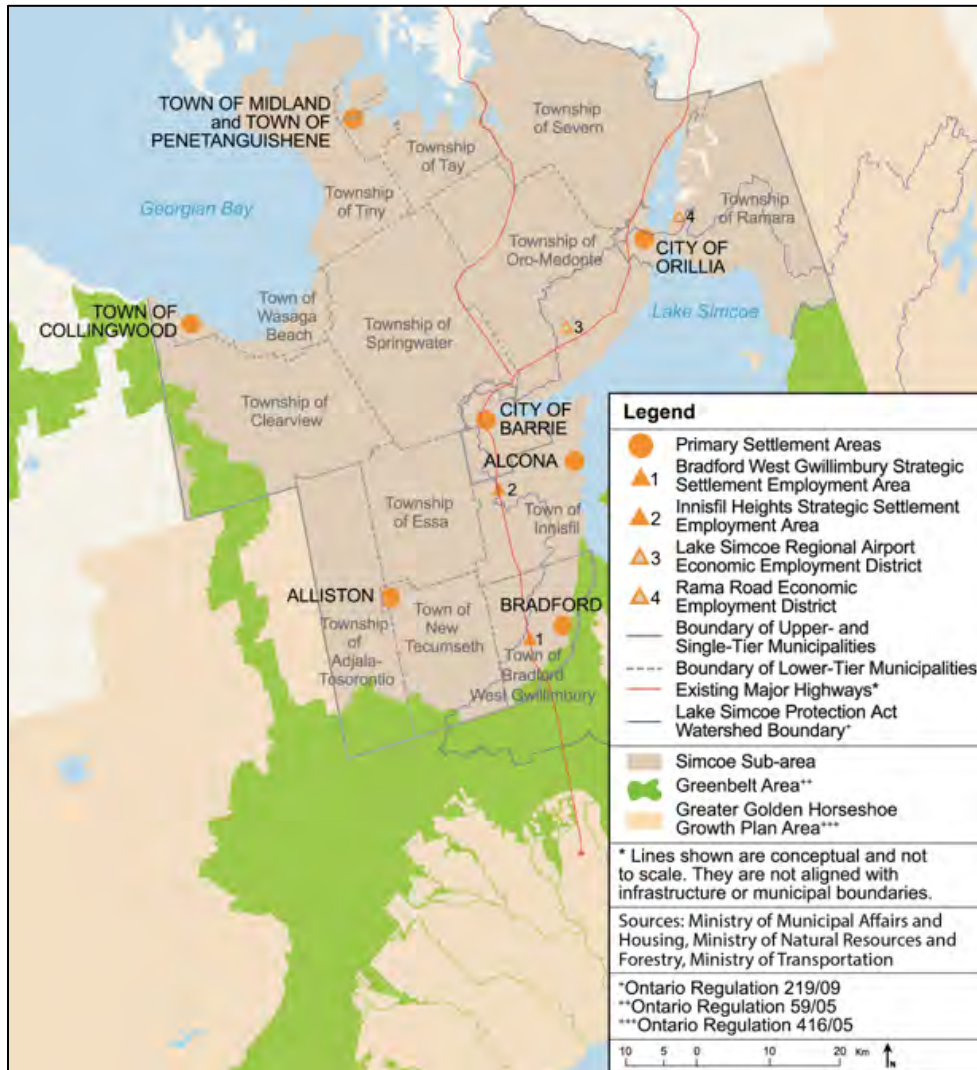 TOWN OF MIDLAND
and TOWN OF
PENETANGUISHENE
Township
of Severn
Township
of Tay
Township
of Tiny
Georgian Bay
Township
of Ramara
4
CITY OF
ORILLIA
Township of
Oro-Medonte
Lake Simcoe
TOWN OF
COLLINGWOOD
Town of
Wasaga
Beach
Township of
Springwater
3
Township of
Clearview
CITY OF
BARRIE
ALCONA
2
Township
of Essa
Town of
Innisfil
ALLISTON
Township
of
Adjala-
Tosorontio
Town of
New
Tecumseth
BRADFORD
1
Town of
Bradford
West Gwillimbury
Legend
Primary Settlement Areas
1 Bradford West Gwillimbury Strategic
Settlement Employment Area
2 Innisfil Heights Strategic Settlement
Employment Area
3 Lake Simcoe Regional Airport
Economic Employment District
4 Rama Road Economic
Employment District
Boundary of Upper- and
Single-Tier Municipalities
Boundary of Lower-Tier Municipalities
Existing Major Highways*
Lake Simcoe Protection Act
Watershed Boundary+
Simcoe Sub-area
Greenbelt Area++
Greater Golden Horseshoe
Growth Plan Area+++
* Lines shown are conceptual and not
to scale. They are not aligned with
infrastructure or municipal boundaries.
Sources: Ministry of Municipal Affairs and
Housing, Ministry of Natural Resources and
Forestry, Ministry of Transportation
+Ontario Regulation 219/09
++Ontario Regulation 59/05
+++Ontario Regulation 416/05
10 5 0 10 20 Km N